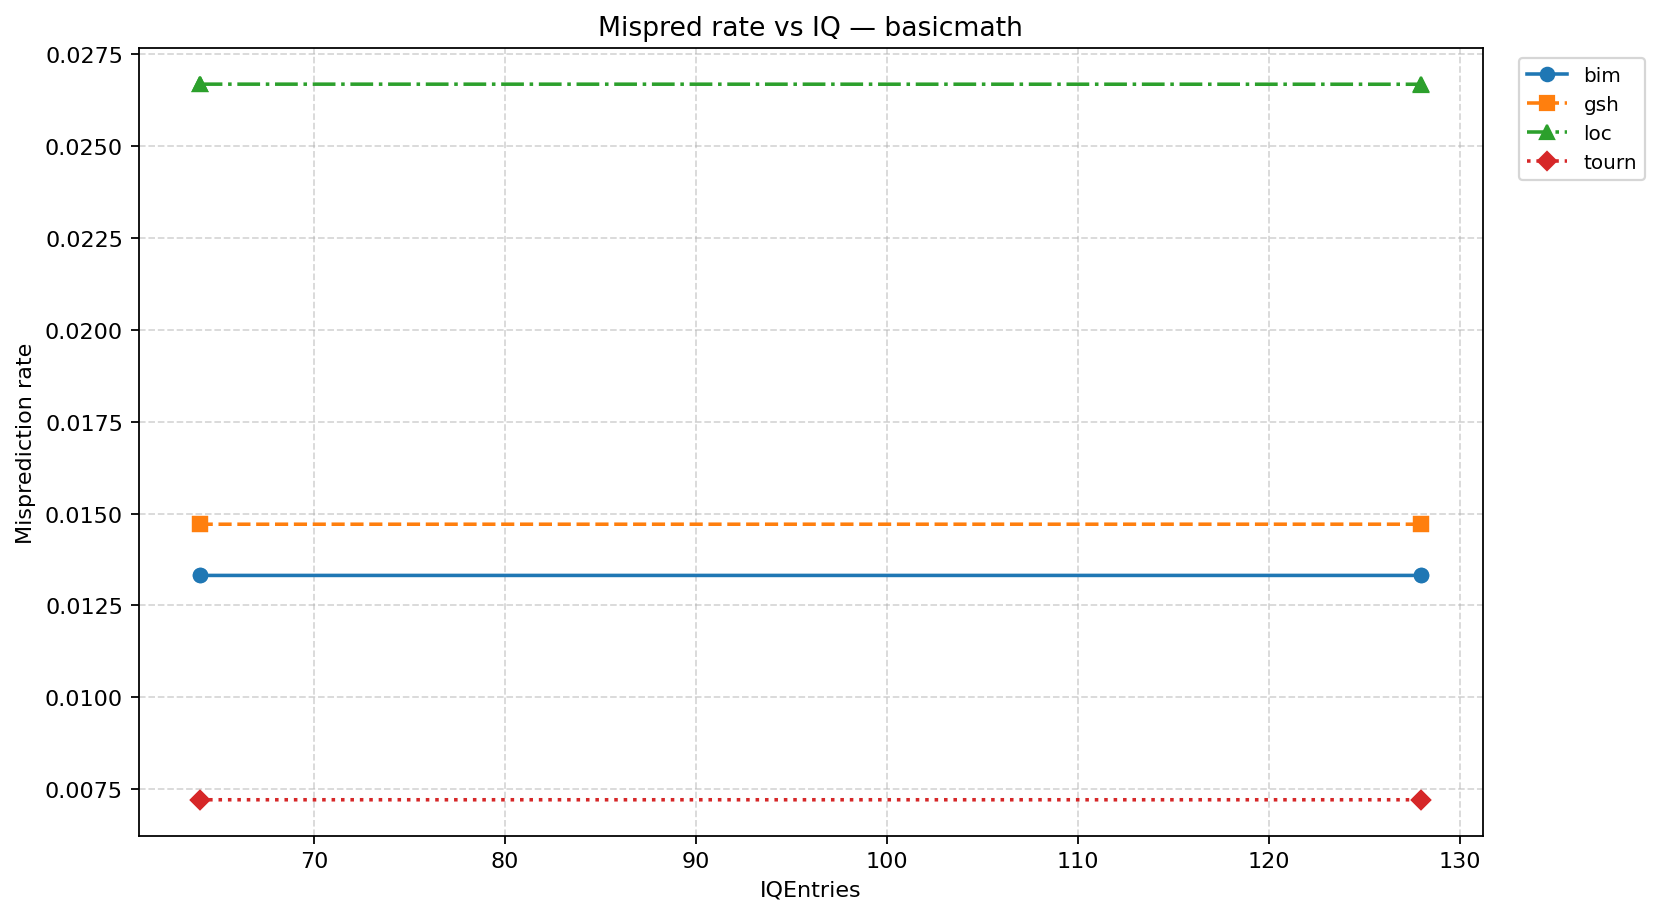 Mispred rate vs IQ — basicmath
0.0275
0.0250
0.0225
0.0200
0.0175
0.0150
0.0125
0.0100
0.0075
Misprediction rate
70 80 90 100 110 120 130
IQEntries
bim
gsh
loc
tourn